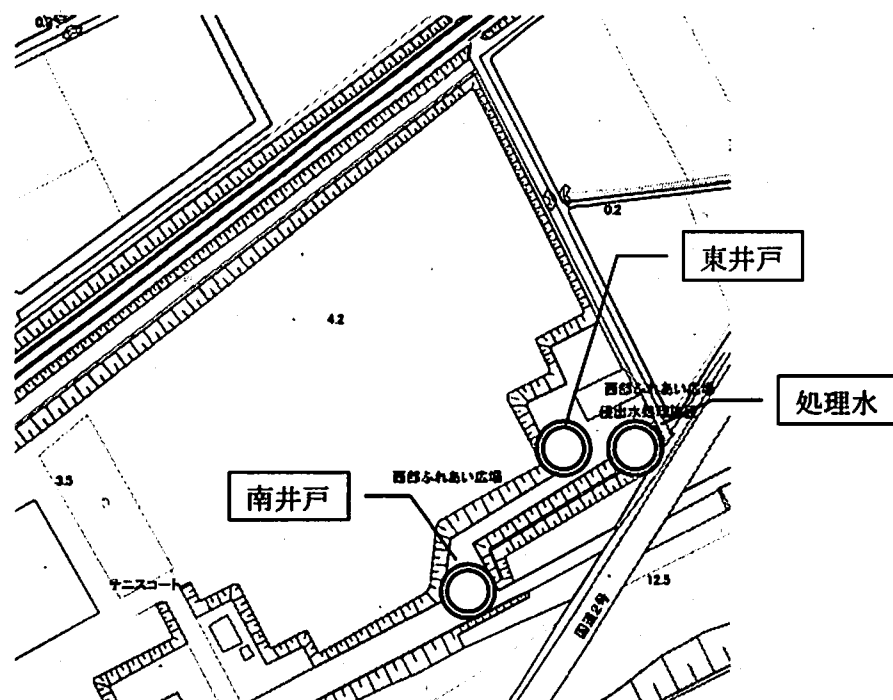 0.2
東井戸
4.2
西部ふれあい広場
浸出水処理施設
処理水
3.5
西部ふれあい広場
南井戸
テニスコート
12.5
国道2号